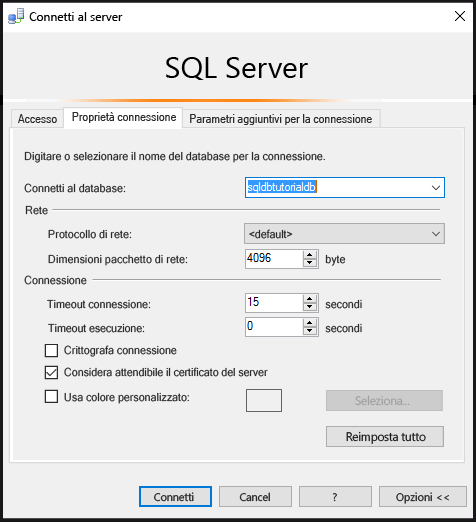 Connetti al server
SQL Server
Accesso Proprietà connessione Parametri aggiuntivi per la connessione
Digitare o selezionare il nome del database per la connessione.
Connetti al database: sqldbtutorialdb
Rete
Protocollo di rete: <default>
Dimensioni pacchetto di rete: 4096 byte
Connessione
Timeout connessione: 15 secondi
Timeout esecuzione: 0 secondi
Crittografa connessione
Considera attendibile il certificato del server
Usa colore personalizzato: Seleziona...
Reimposta tutto
Connetti Cancel ? Opzioni <<